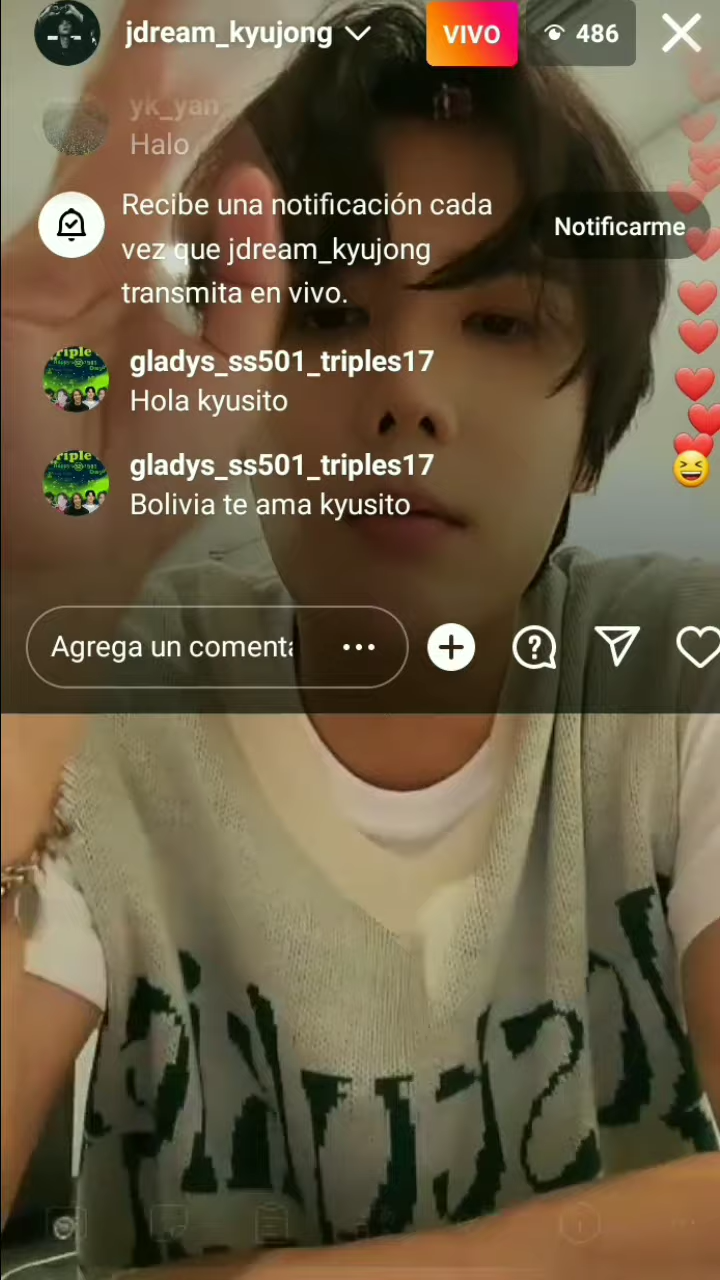 jdream_kyujong
VIVO
486
yk_yan
Halo
Recibe una notificación cada
vez que jdream_kyujong
transmita en vivo.
Notificarme
gladys_ss501_triples17
Hola kyusito
gladys_ss501_triples17
Bolivia te ama kyusito
Agrega un coment